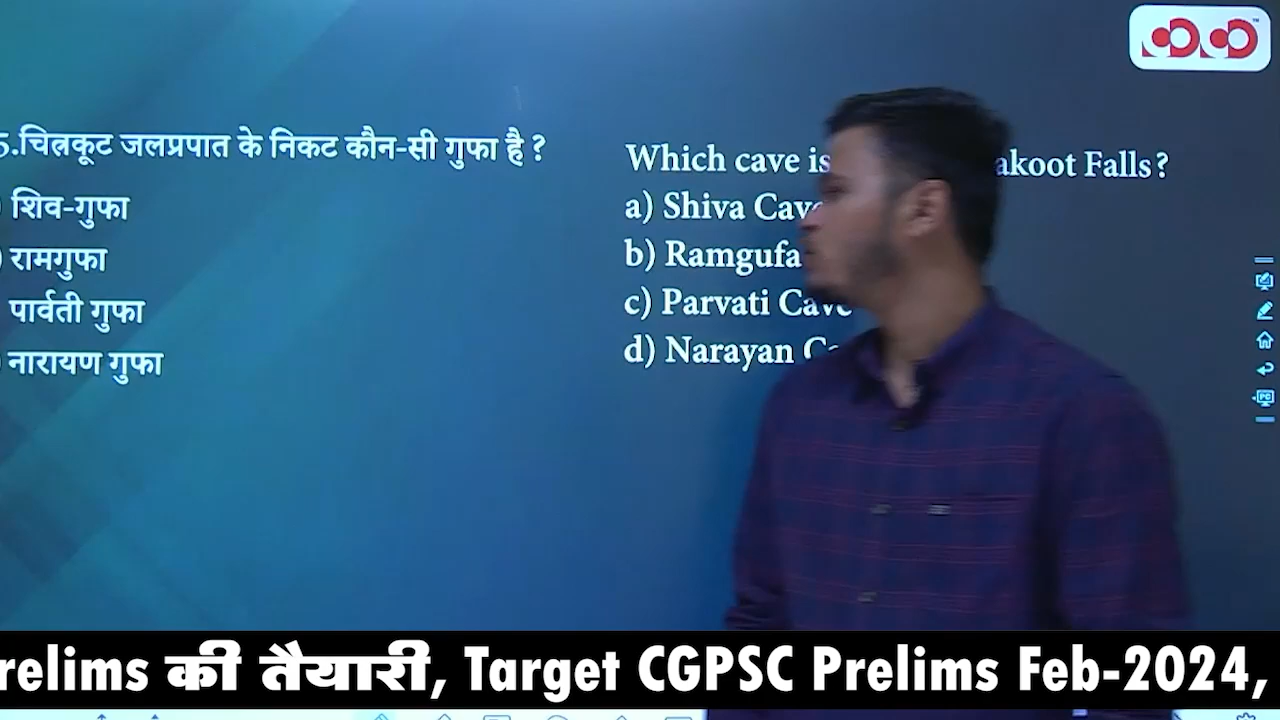 5.चित्रकूट जलप्रपात के निकट कौन-सी गुफा है ?
) शिव-गुफा
) रामगुफा
पार्वती गुफा
) नारायण गुफा
Which cave is akoot Falls?
a) Shiva Cave
b) Ramgufa
c) Parvati Cave
d) Narayan Ca
relims की तैयारी, Target CGPSC Prelims Feb-2024,